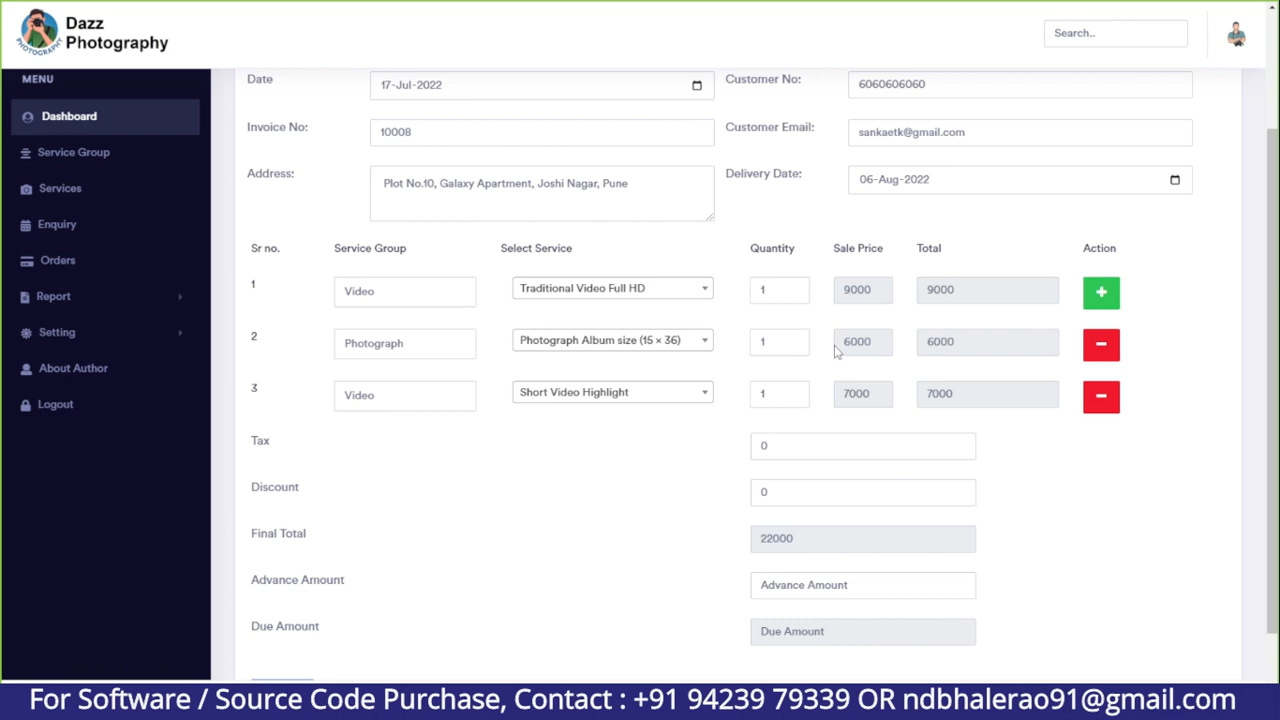 Dazz
Photography
PHOTOGRAPHY
Search..
MENU
Dashboard
Service Group
Services
Enquiry
Orders
Report
Setting
About Author
Logout
Date 17-Jul-2022 Customer No: 6060606060
Invoice No: 10008 Customer Email: sankaetk@gmail.com
Address: Plot No.10, Galaxy Apartment, Joshi Nagar, Pune Delivery Date: 06-Aug-2022
Sr no. Service Group Select Service Quantity Sale Price Total Action
1 Video Traditional Video Full HD 1 9000 9000 +
2 Photograph Photograph Album size (15 × 36) 1 6000 6000 −
3 Video Short Video Highlight 1 7000 7000 −
Tax 0
Discount 0
Final Total 22000
Advance Amount Advance Amount
Due Amount Due Amount
For Software / Source Code Purchase, Contact : +91 94239 79339 OR ndbhalerao91@gmail.com